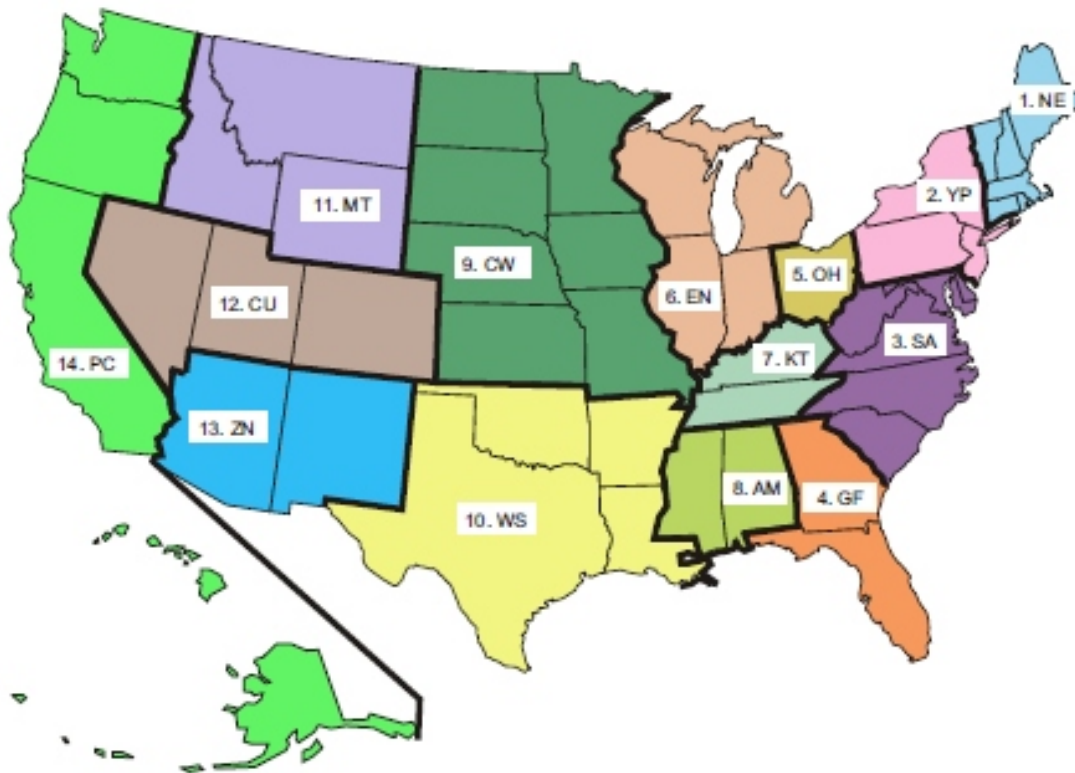 1. NE
2. YP
11. MT
9. CW
5. OH
12. CU
6. EN
3. SA
7. KT
14. PC
13. ZN
8. AM
4. GF
10. WS